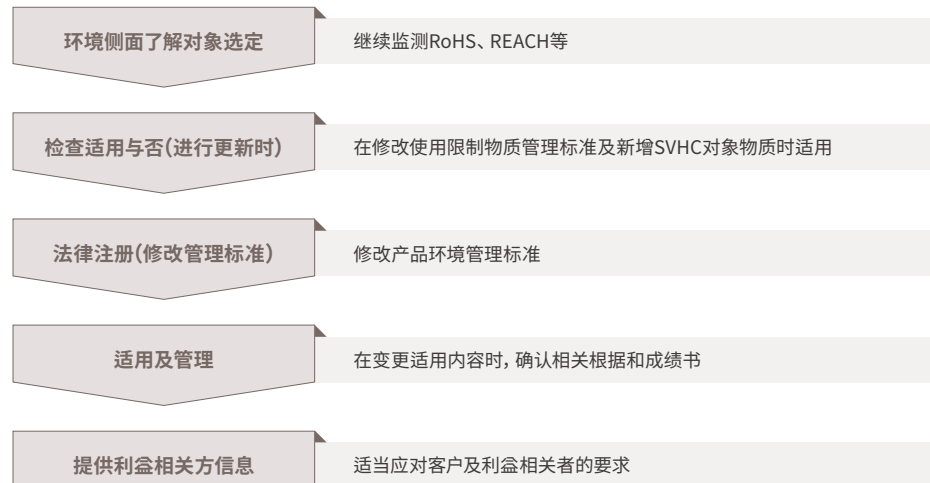 环境侧面了解对象选定
继续监测RoHS、REACH等
检查适用与否(进行更新时)
在修改使用限制物质管理标准及新增SVHC对象物质时适用
法律注册(修改管理标准)
修改产品环境管理标准
适用及管理
在变更适用内容时, 确认相关根据和成绩书
提供利益相关方信息
适当应对客户及利益相关者的要求